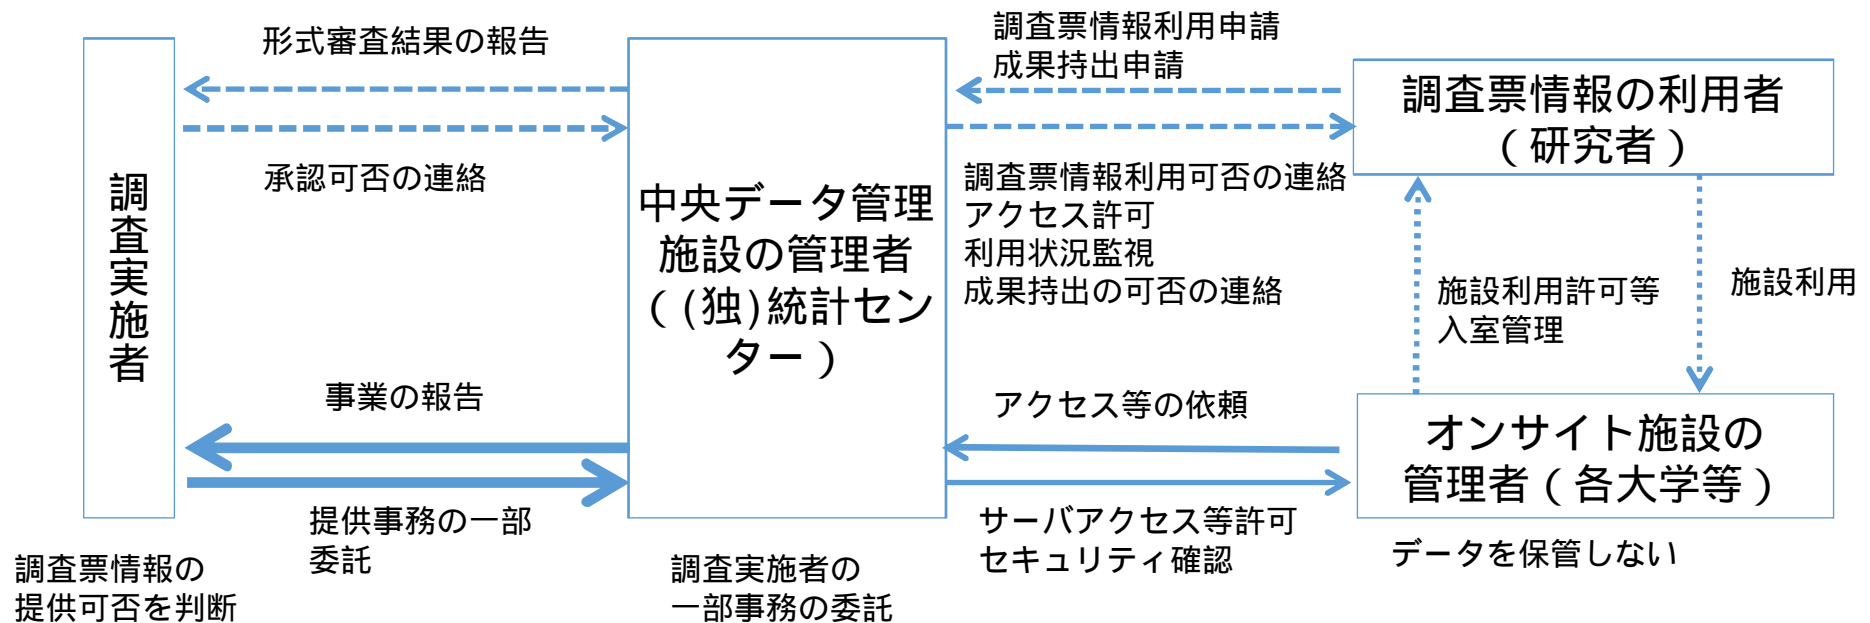 形式審査結果の報告
承認可否の連絡
調査実施者
事業の報告
提供事務の一部
委託
調査票情報の
提供可否を判断
中央データ管理
施設の管理者
（(独)統計セン
ター）
調査実施者の
一部事務の委託
調査票情報利用申請
成果持出申請
調査票情報利用可否の連絡
アクセス許可
利用状況監視
成果持出の可否の連絡
アクセス等の依頼
サーバアクセス等許可
セキュリティ確認
調査票情報の利用者
（研究者）
施設利用許可等
入室管理
施設利用
オンサイト施設の
管理者（各大学等）
データを保管しない